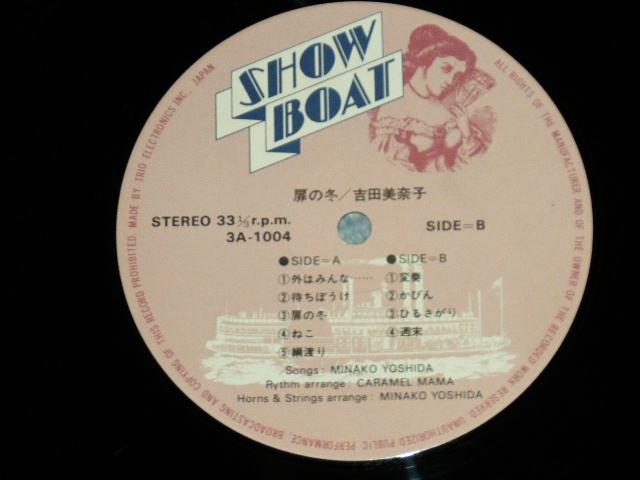 SHOW
BOAT
扉の冬／吉田美奈子
STEREO 33 1/3 r.p.m.
3A-1004
SIDE=B
●SIDE=A
①外はみんな……
②待ちぼうけ
③扉の冬
④ねこ
⑤綱渡り
●SIDE=B
①変奏
②かびん
③ひるさがり
④週末
Songs: MINAKO YOSHIDA
Rythm arrange: CARAMEL MAMA
Horns & Strings arrange: MINAKO YOSHIDA
ALL RIGHTS OF THE MANUFACTURER AND OF THE OWNER OF THE RECORDED WORK RESERVED. UNAUTHORIZED PUBLIC PERFORMANCE, BROADCASTING AND COPYING OF THIS RECORD PROHIBITED. MADE BY TRIO ELECTRONICS INC., JAPAN